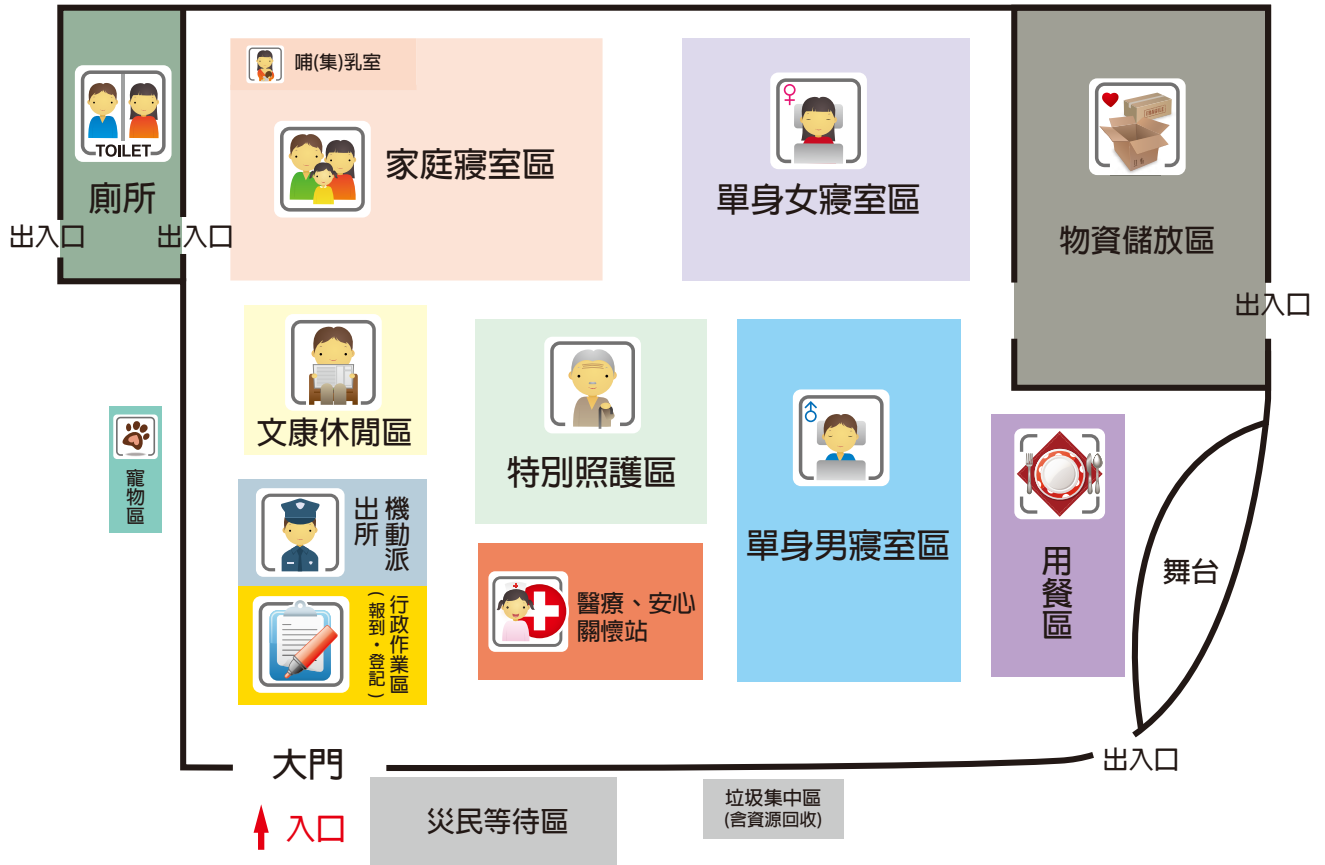 哺(集)乳室
TOILET
廁所
家庭寢室區
單身女寢室區
物資儲放區
出入口
出入口
出入口
文康休閒區
特別照護區
寵物區
機動派
出所
單身男寢室區
用餐區
舞台
行政作業區
(報到・登記)
醫療、安心
關懷站
大門
出入口
入口
災民等待區
垃圾集中區
(含資源回收)